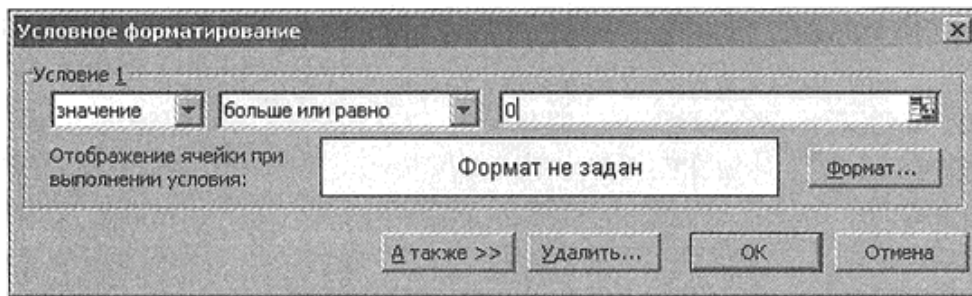 Условное форматирование
Условие 1
значение больше или равно 0
Отображение ячейки при
выполнении условия:
Формат не задан
Формат...
А также >> Удалить... ОК Отмена